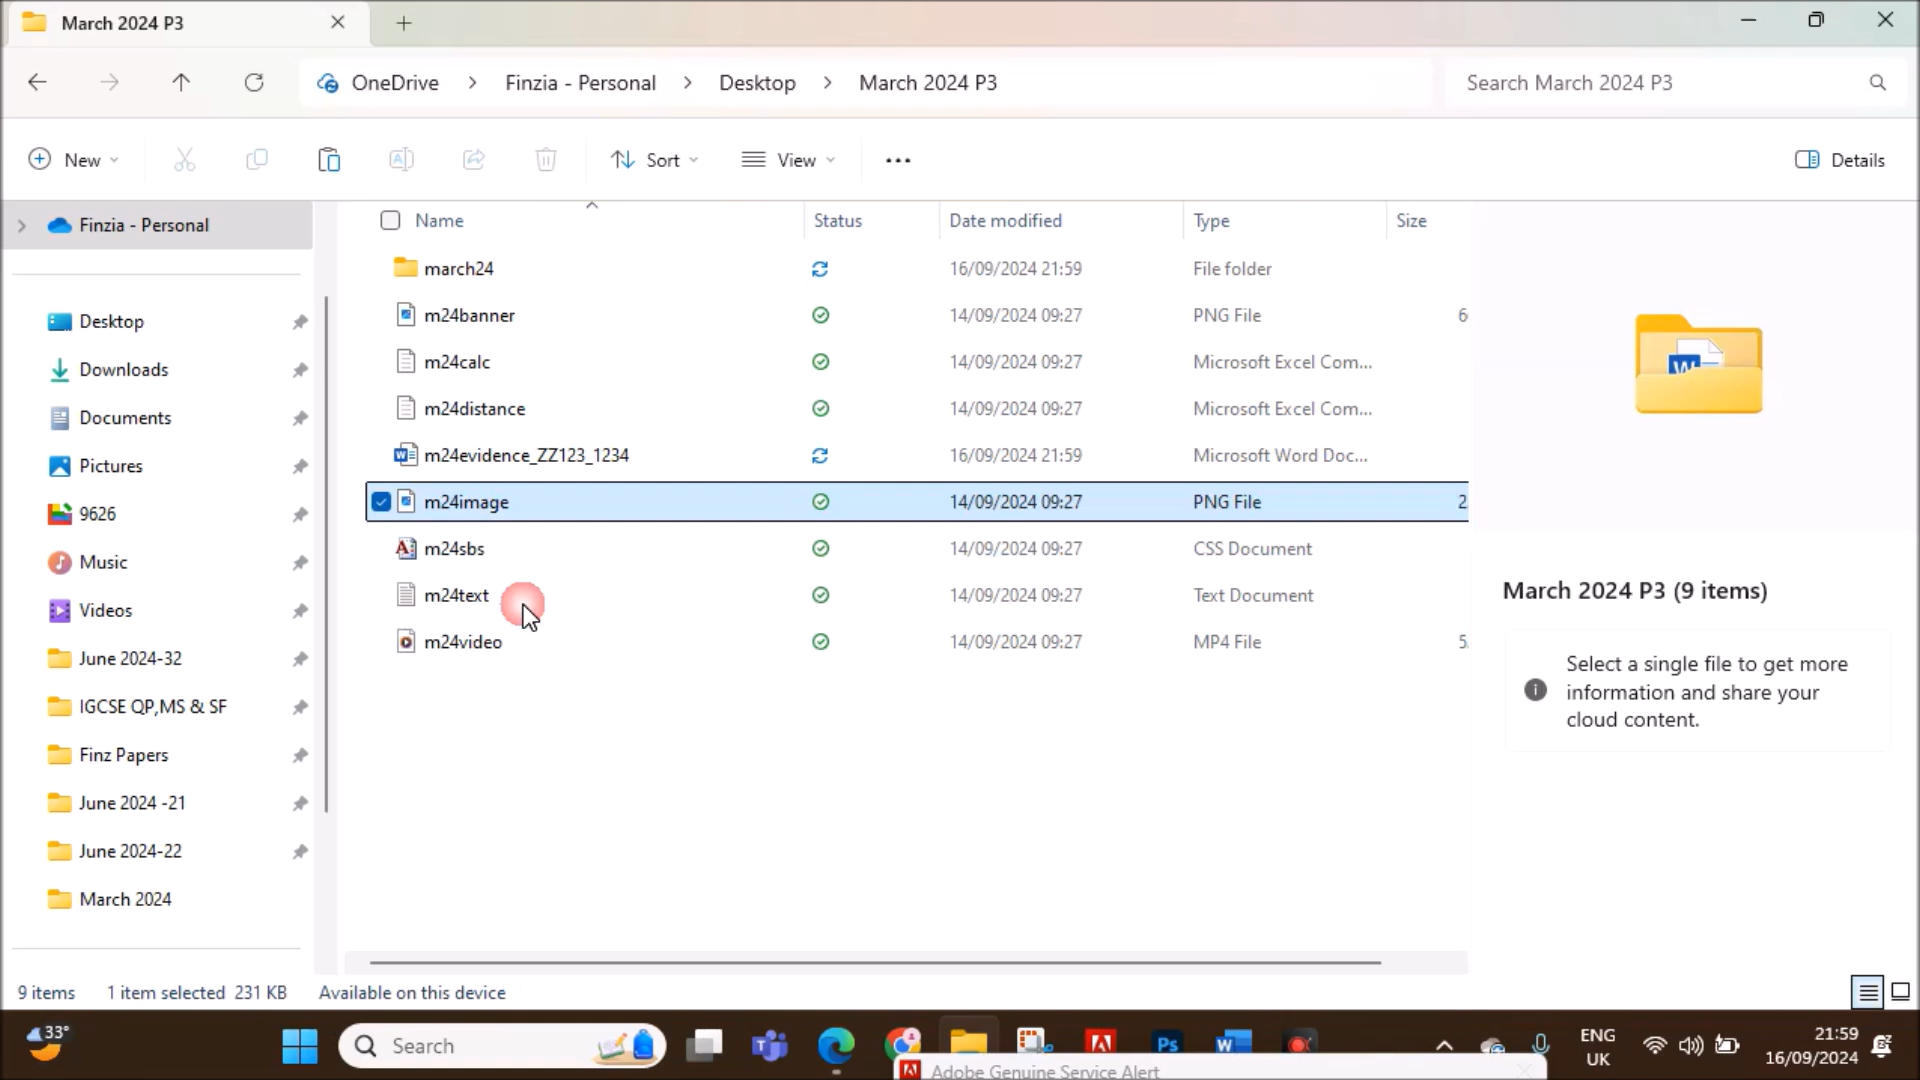 March 2024 P3
OneDrive > Finzia - Personal > Desktop > March 2024 P3
Search March 2024 P3
New
Sort
View
Details
Finzia - Personal
Desktop
Downloads
Documents
Pictures
9626
Music
Videos
June 2024-32
IGCSE QP,MS & SF
Finz Papers
June 2024 -21
June 2024-22
March 2024
Name Status Date modified Type Size
march24 16/09/2024 21:59 File folder
m24banner 14/09/2024 09:27 PNG File 6
m24calc 14/09/2024 09:27 Microsoft Excel Com...
m24distance 14/09/2024 09:27 Microsoft Excel Com...
m24evidence_ZZ123_1234 16/09/2024 21:59 Microsoft Word Doc...
m24image 14/09/2024 09:27 PNG File 2
m24sbs 14/09/2024 09:27 CSS Document
m24text 14/09/2024 09:27 Text Document
m24video 14/09/2024 09:27 MP4 File 5
March 2024 P3 (9 items)
Select a single file to get more
information and share your
cloud content.
9 items 1 item selected 231 KB Available on this device
33°
Search
Ps
ENG
UK
21:59
16/09/2024
Adobe Genuine Service Alert